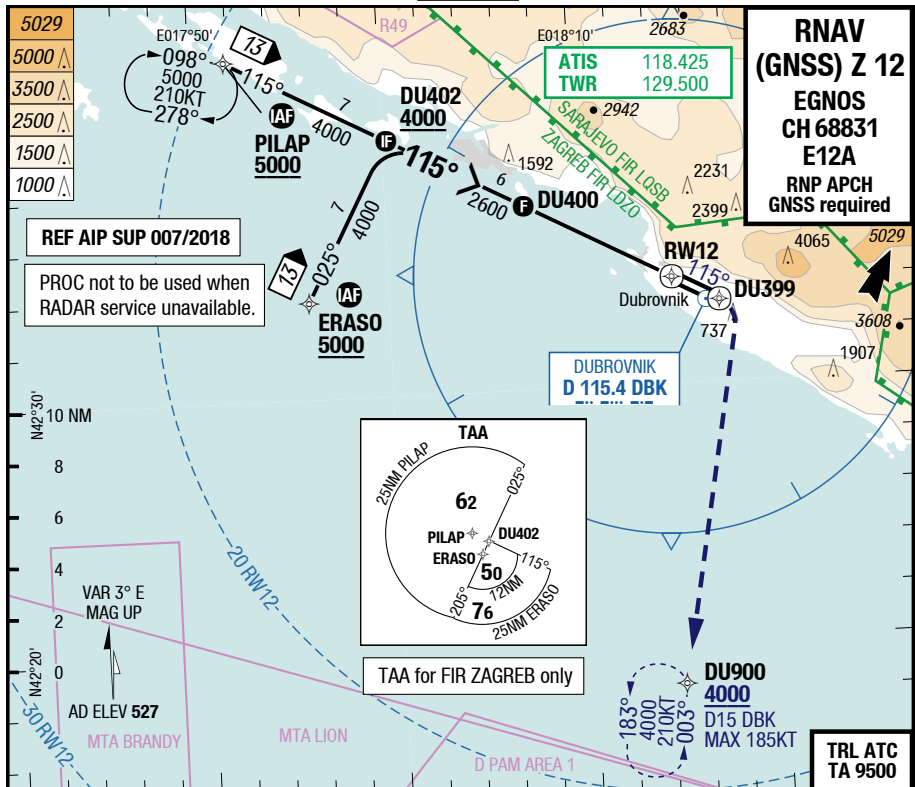 5029
5000
3500
2500
1500
1000
E017°50'
13
098°
5000
210KT
278°
115°
7
4000
IAF
PILAP
5000
DU402
4000
IF
115°
R49
E018°10'
2683
ATIS 118.425
TWR 129.500
2942
SARAJEVO FIR LQSB
ZAGREB FIR LDZO
1592
2231
2399
RNAV
(GNSS) Z 12
EGNOS
CH 68831
E12A
RNP APCH
GNSS required
6
2600
F
DU400
7
4000
025°
13
IAF
ERASO
5000
REF AIP SUP 007/2018
PROC not to be used when
RADAR service unavailable.
RW12
115°
DU399
Dubrovnik
737
4065
5029
3608
1907
DUBROVNIK
D 115.4 DBK
N42°30'
10 NM
8
6
4
2
0
N42°20'
TAA
25NM PILAP
025°
62
PILAP
DU402
ERASO
50
115°
12NM
205°
76
25NM ERASO
TAA for FIR ZAGREB only
20 RW12
30 RW12
VAR 3° E
MAG UP
AD ELEV 527
MTA BRANDY
MTA LION
D PAM AREA 1
183°
4000
210KT
003°
DU900
4000
D15 DBK
MAX 185KT
TRL ATC
TA 9500